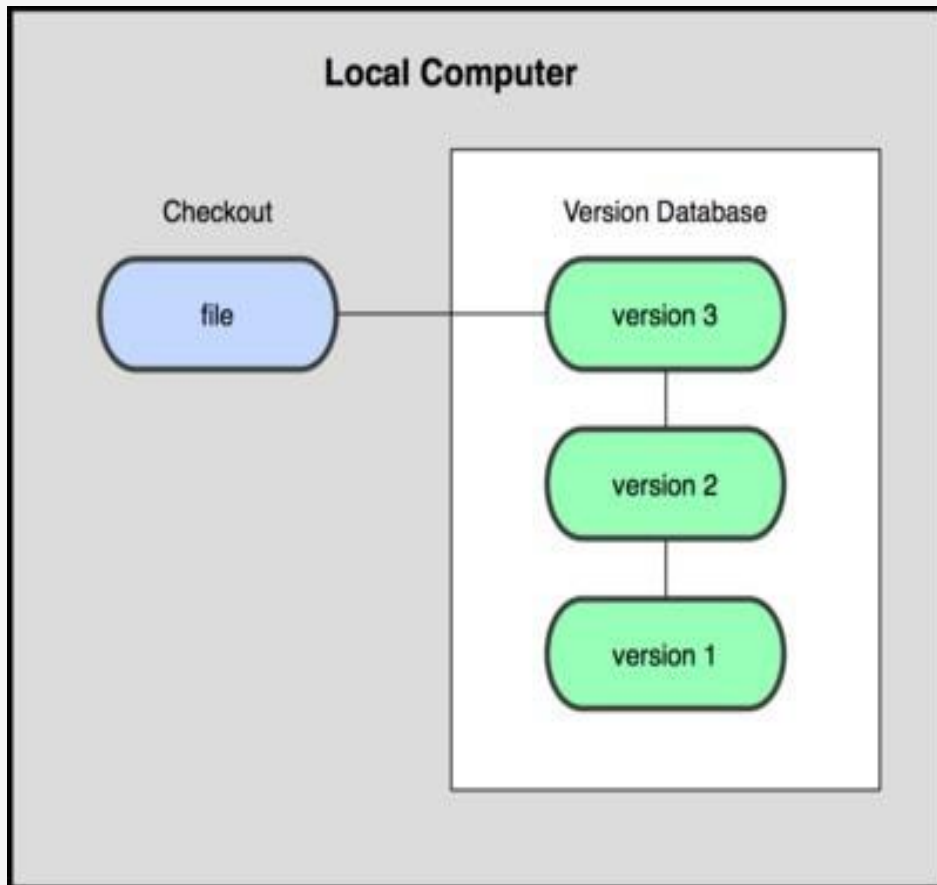 Local Computer
Checkout
Version Database
file
version 3
version 2
version 1